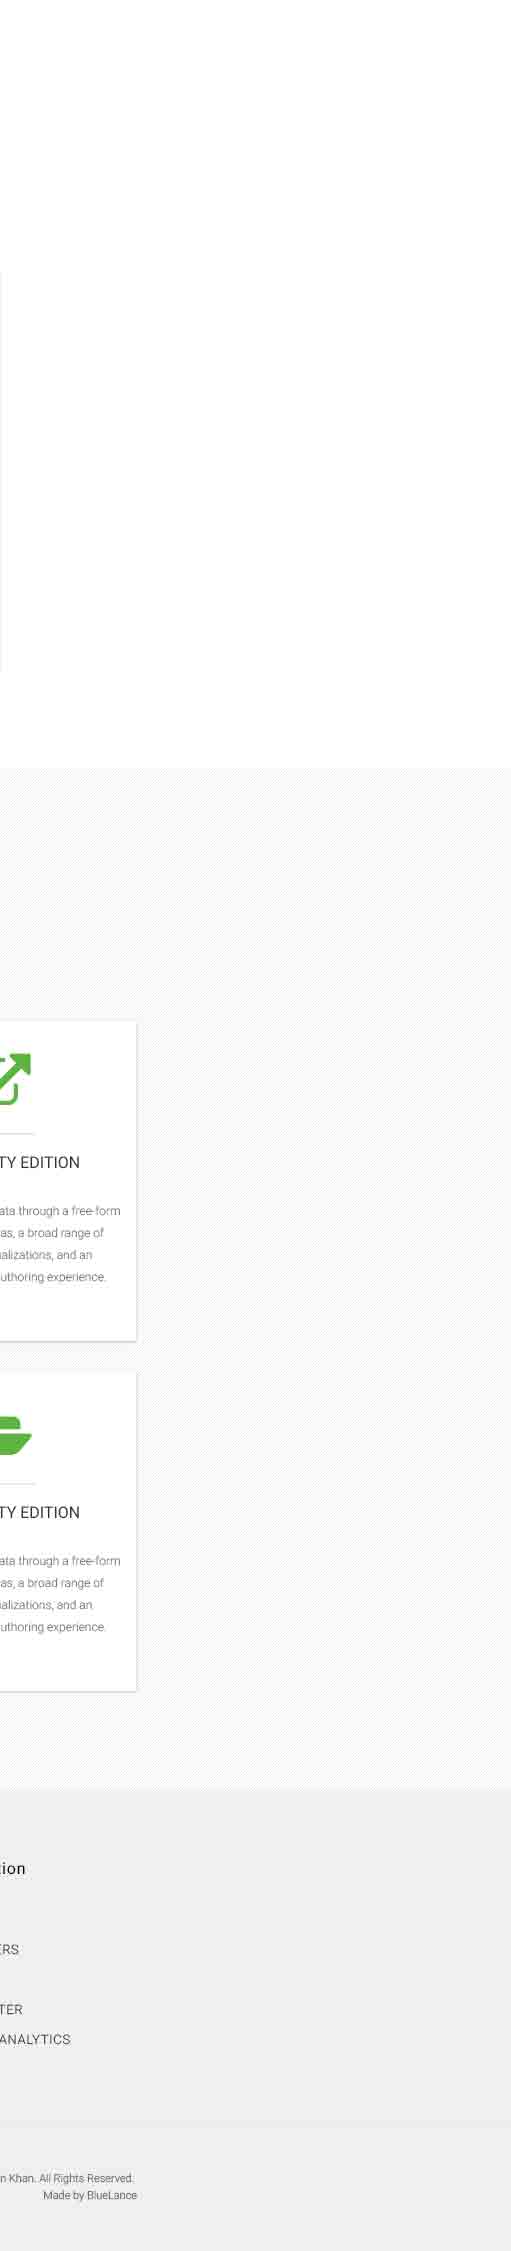 TY EDITION
ata through a free-form
as, a broad range of
alizations, and an
uthoring experience.
TY EDITION
ata through a free-form
as, a broad range of
alizations, and an
uthoring experience.
tion
ERS
TER
ANALYTICS
n Khan. All Rights Reserved.
Made by BlueLance